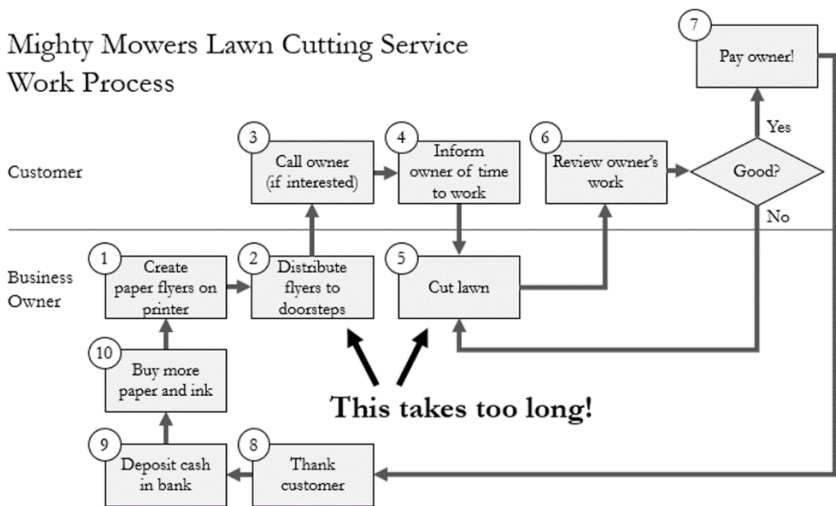 Mighty Mowers Lawn Cutting Service
Work Process
7
Pay owner!
Yes
3
Call owner
(if interested)
4
Inform
owner of time
to work
6
Review owner's
work
Good?
No
Customer
Business
Owner
1
Create
paper flyers on
printer
2
Distribute
flyers to
doorsteps
5
Cut lawn
10
Buy more
paper and ink
This takes too long!
9
Deposit cash
in bank
8
Thank
customer